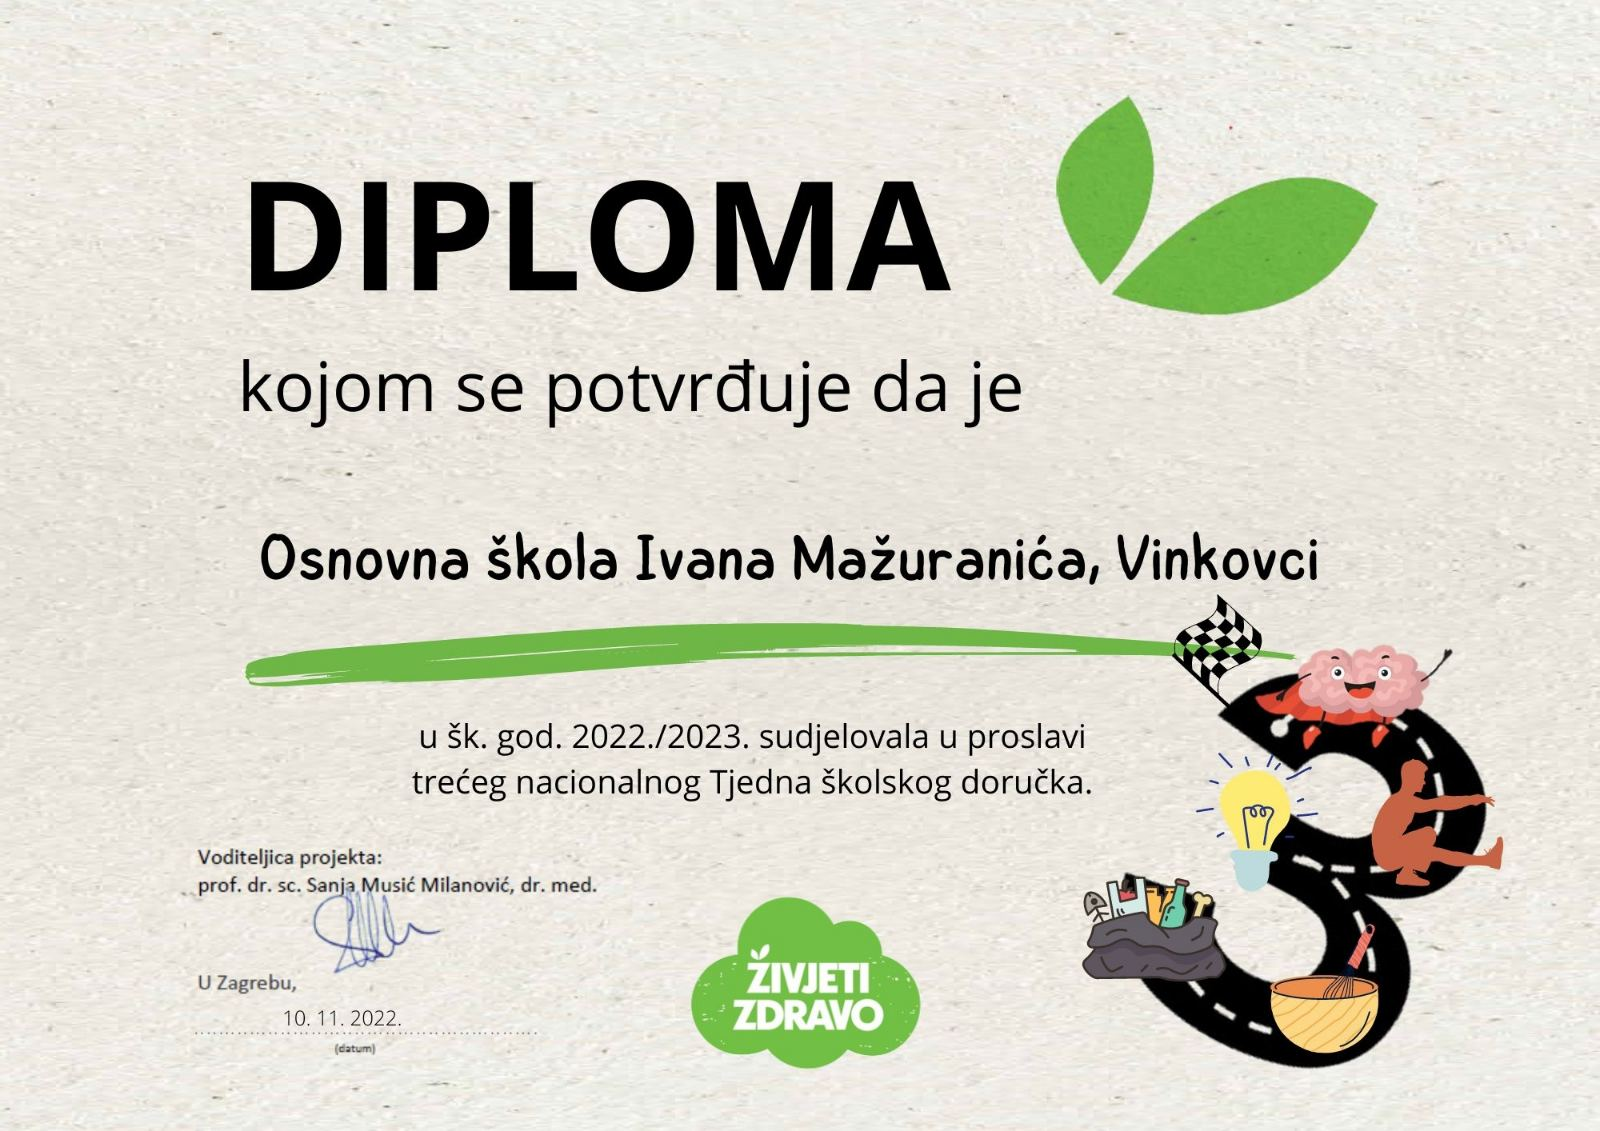 DIPLOMA
kojom se potvrđuje da je
Osnovna škola Ivana Mažuranića, Vinkovci
u šk. god. 2022./2023. sudjelovala u proslavi
trećeg nacionalnog Tjedna školskog doručka.
Voditeljica projekta:
prof. dr. sc. Sanja Musić Milanović, dr. med.
U Zagrebu,
10. 11. 2022.
(datum)
ŽIVJETI
ZDRAVO